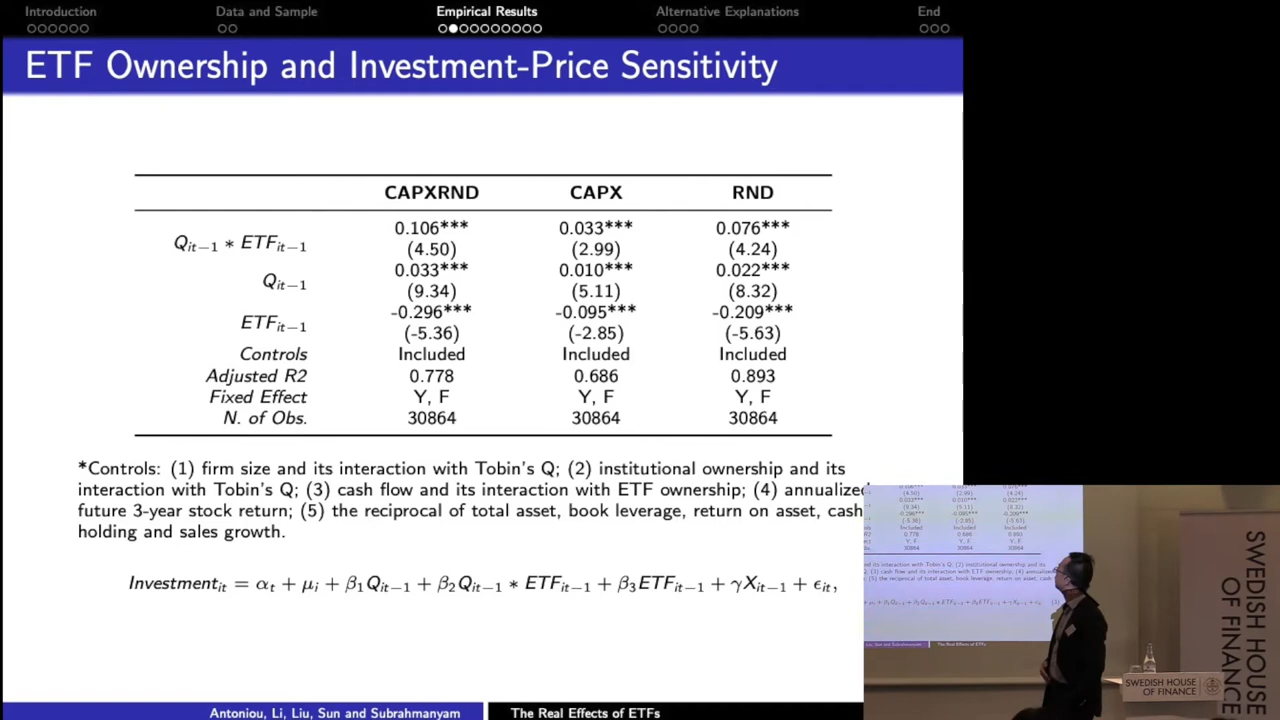 Introduction Data and Sample Empirical Results Alternative Explanations End
ETF Ownership and Investment-Price Sensitivity
CAPXRND CAPX RND
Q_{it−1} * ETF_{it−1} 0.106*** 0.033*** 0.076***
(4.50) (2.99) (4.24)
Q_{it−1} 0.033*** 0.010*** 0.022***
(9.34) (5.11) (8.32)
ETF_{it−1} -0.296*** -0.095*** -0.209***
(-5.36) (-2.85) (-5.63)
Controls Included Included Included
Adjusted R2 0.778 0.686 0.893
Fixed Effect Y, F Y, F Y, F
N. of Obs. 30864 30864 30864
*Controls: (1) firm size and its interaction with Tobin's Q; (2) institutional ownership and its
interaction with Tobin's Q; (3) cash flow and its interaction with ETF ownership; (4) annualized
future 3-year stock return; (5) the reciprocal of total asset, book leverage, return on asset, cash
holding and sales growth.
Investment_{it} = α_t + μ_i + β_1Q_{it−1} + β_2Q_{it−1} * ETF_{it−1} + β_3ETF_{it−1} + γX_{it−1} + ϵ_{it},
Antoniou, Li, Liu, Sun and Subrahmanyam The Real Effects of ETFs
SWEDISH HOUSE
OF FINANCE
SWEDISH HOUSE
OF FINANCE